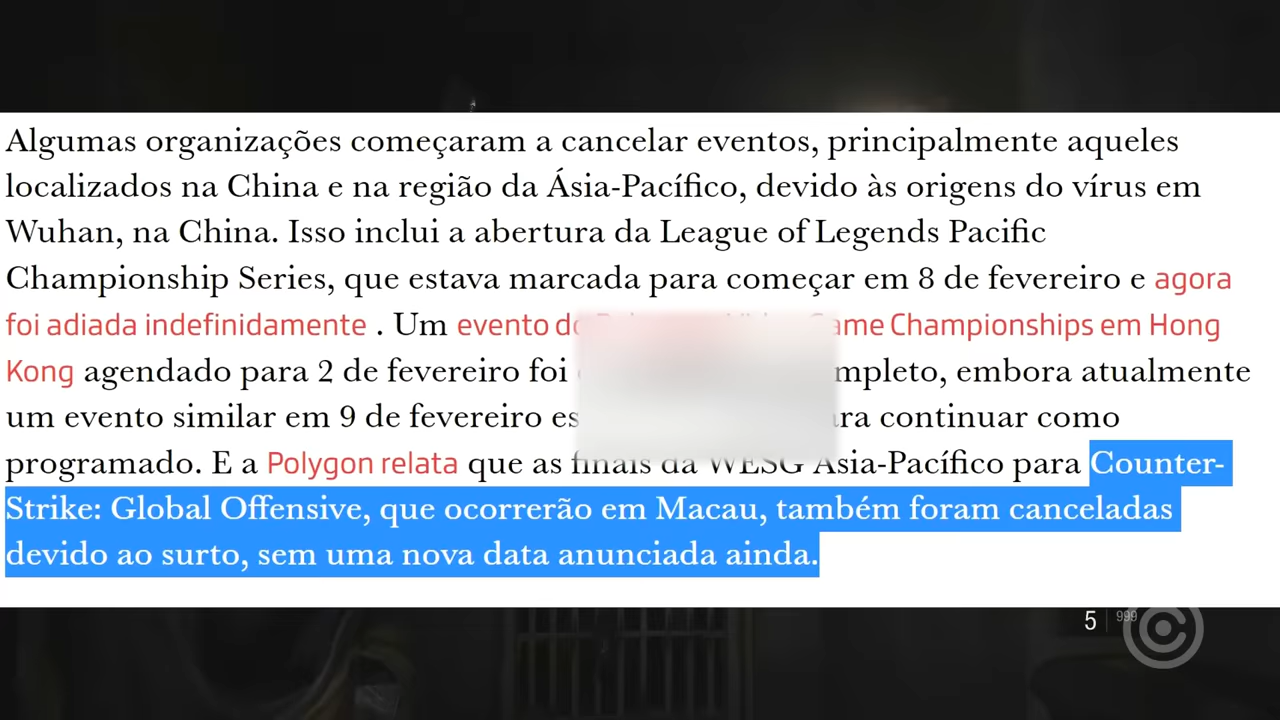 Algumas organizações começaram a cancelar eventos, principalmente aqueles
localizados na China e na região da Ásia-Pacífico, devido às origens do vírus em
Wuhan, na China. Isso inclui a abertura da League of Legends Pacific
Championship Series, que estava marcada para começar em 8 de fevereiro e agora
foi adiada indefinidamente . Um evento Championships em Hong
Kong agendado para 2 de fevereiro foi embora atualmente
um evento similar em 9 de fevereiro continuar como
programado. E a Polygon relata que as finais da WESG Ásia-Pacífico para Counter-
Strike: Global Offensive, que ocorrerão em Macau, também foram canceladas
devido ao surto, sem uma nova data anunciada ainda.
5 999